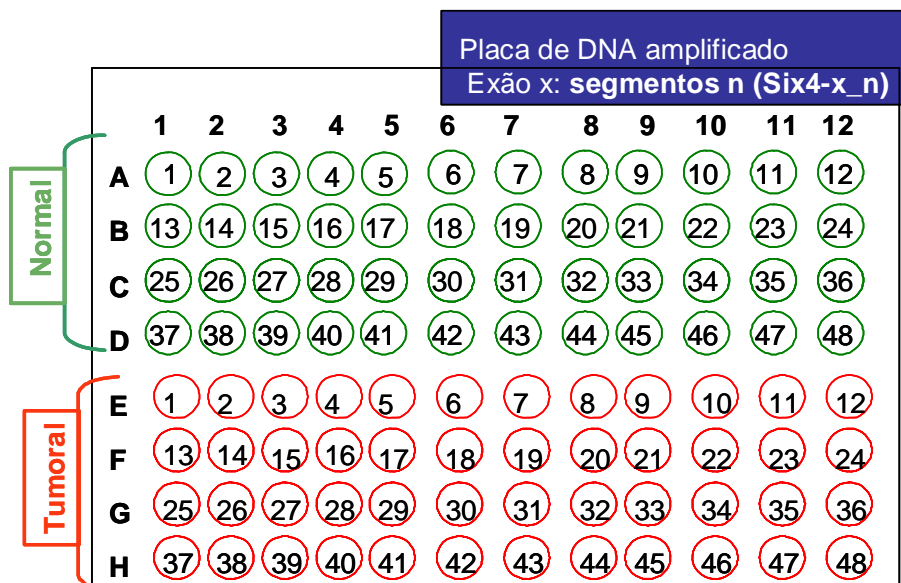 Placa de DNA amplificado
Exão x: segmentos n (Six4-x_n)
1 2 3 4 5 6 7 8 9 10 11 12
Normal
A 1 2 3 4 5 6 7 8 9 10 11 12
B 13 14 15 16 17 18 19 20 21 22 23 24
C 25 26 27 28 29 30 31 32 33 34 35 36
D 37 38 39 40 41 42 43 44 45 46 47 48
Tumoral
E 1 2 3 4 5 6 7 8 9 10 11 12
F 13 14 15 16 17 18 19 20 21 22 23 24
G 25 26 27 28 29 30 31 32 33 34 35 36
H 37 38 39 40 41 42 43 44 45 46 47 48